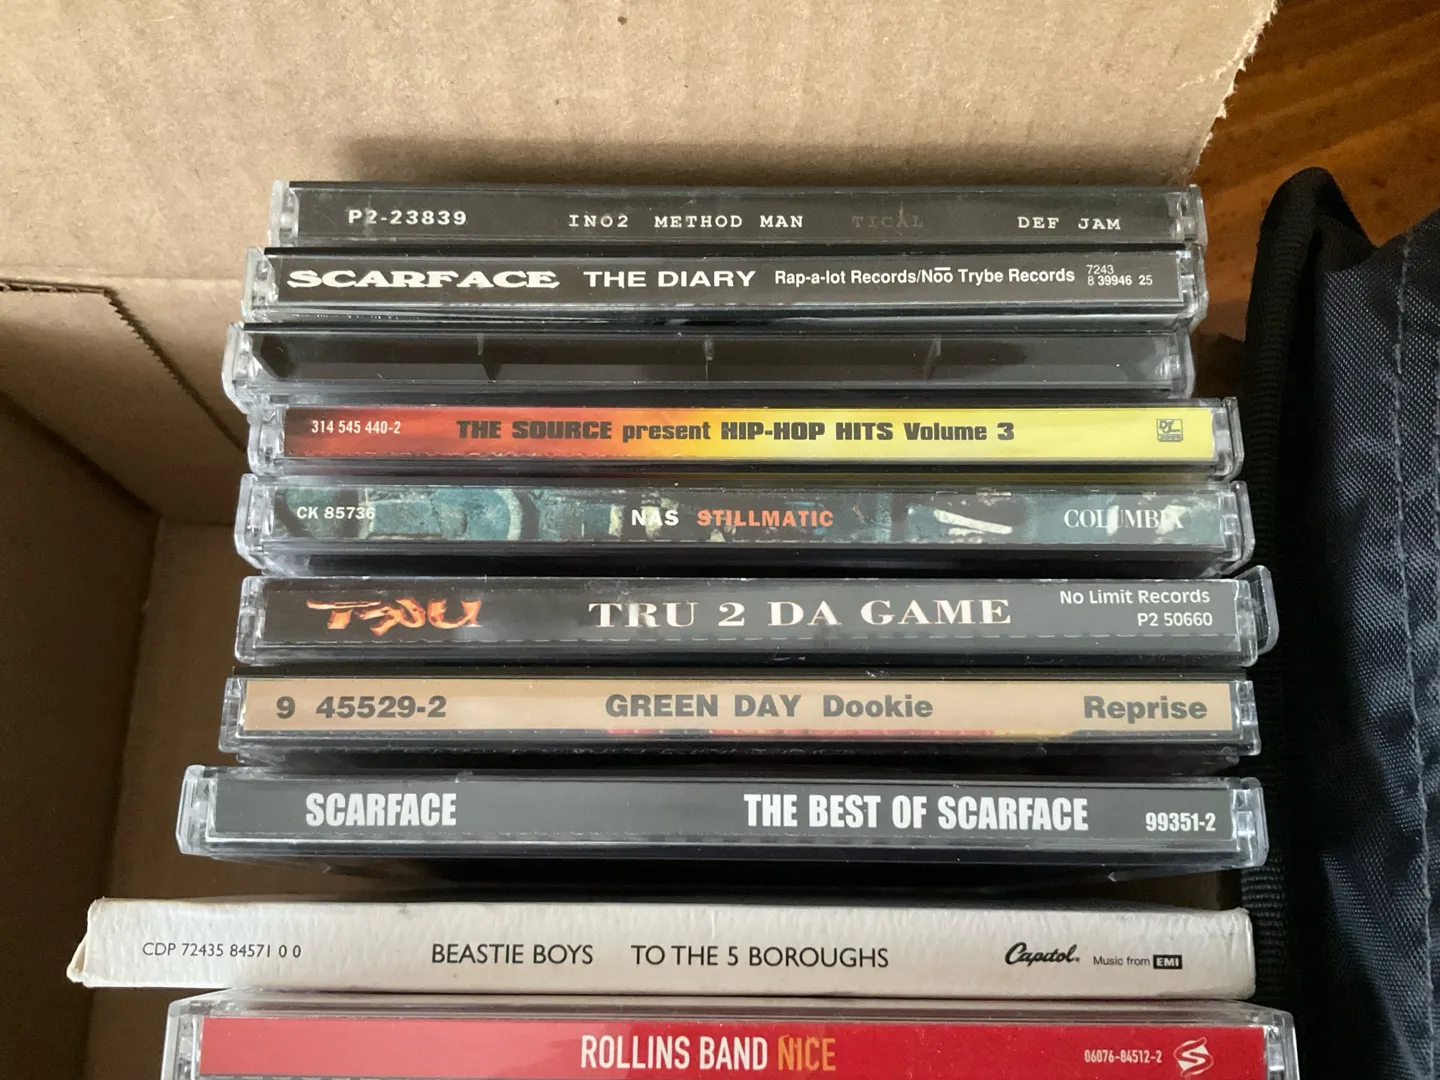 P2-23839 INO2 METHOD MAN TICAL DEF JAM
SCARFACE THE DIARY Rap-a-lot Records/Noo Trybe Records 7243
8 39946 25
314 545 440-2 THE SOURCE present HIP-HOP HITS Volume 3
CK 85736 NAS STILLMATIC COLUMBIA
TRU TRU 2 DA GAME No Limit Records
P2 50660
9 45529-2 GREEN DAY Dookie Reprise
SCARFACE THE BEST OF SCARFACE 99351-2
CDP 72435 84571 0 0 BEASTIE BOYS TO THE 5 BOROUGHS Capitol. Music from EMI
ROLLINS BAND NICE 06076-84512-2